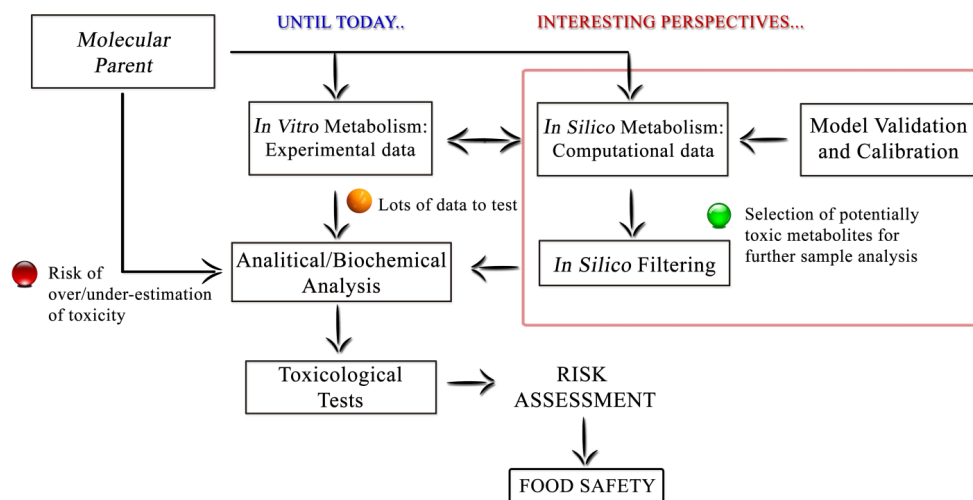 UNTIL TODAY..
INTERESTING PERSPECTIVES...
Molecular
Parent
In Vitro Metabolism:
Experimental data
In Silico Metabolism:
Computational data
Model Validation
and Calibration
Lots of data to test
Selection of potentially
toxic metabolites for
further sample analysis
Risk of
over/under-estimation
of toxicity
Analitical/Biochemical
Analysis
In Silico Filtering
Toxicological
Tests
RISK
ASSESSMENT
FOOD SAFETY